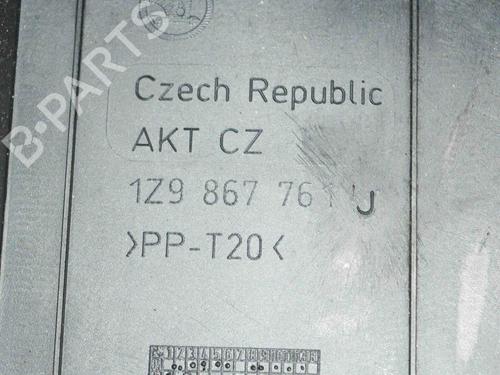 B-PARTS
Czech Republic
AKT CZ
1Z9 867 761 J
>PP-T20<